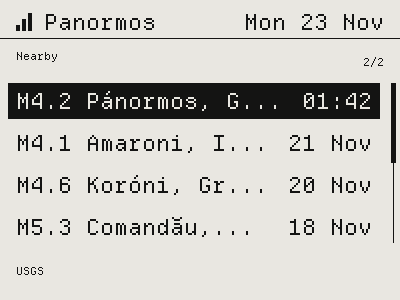 Panormos Mon 23 Nov
Nearby 2/2
M4.2 Pánormos, G... 01:42
M4.1 Amaroni, I... 21 Nov
M4.6 Koróni, Gr... 20 Nov
M5.3 Comandău,... 18 Nov
USGS